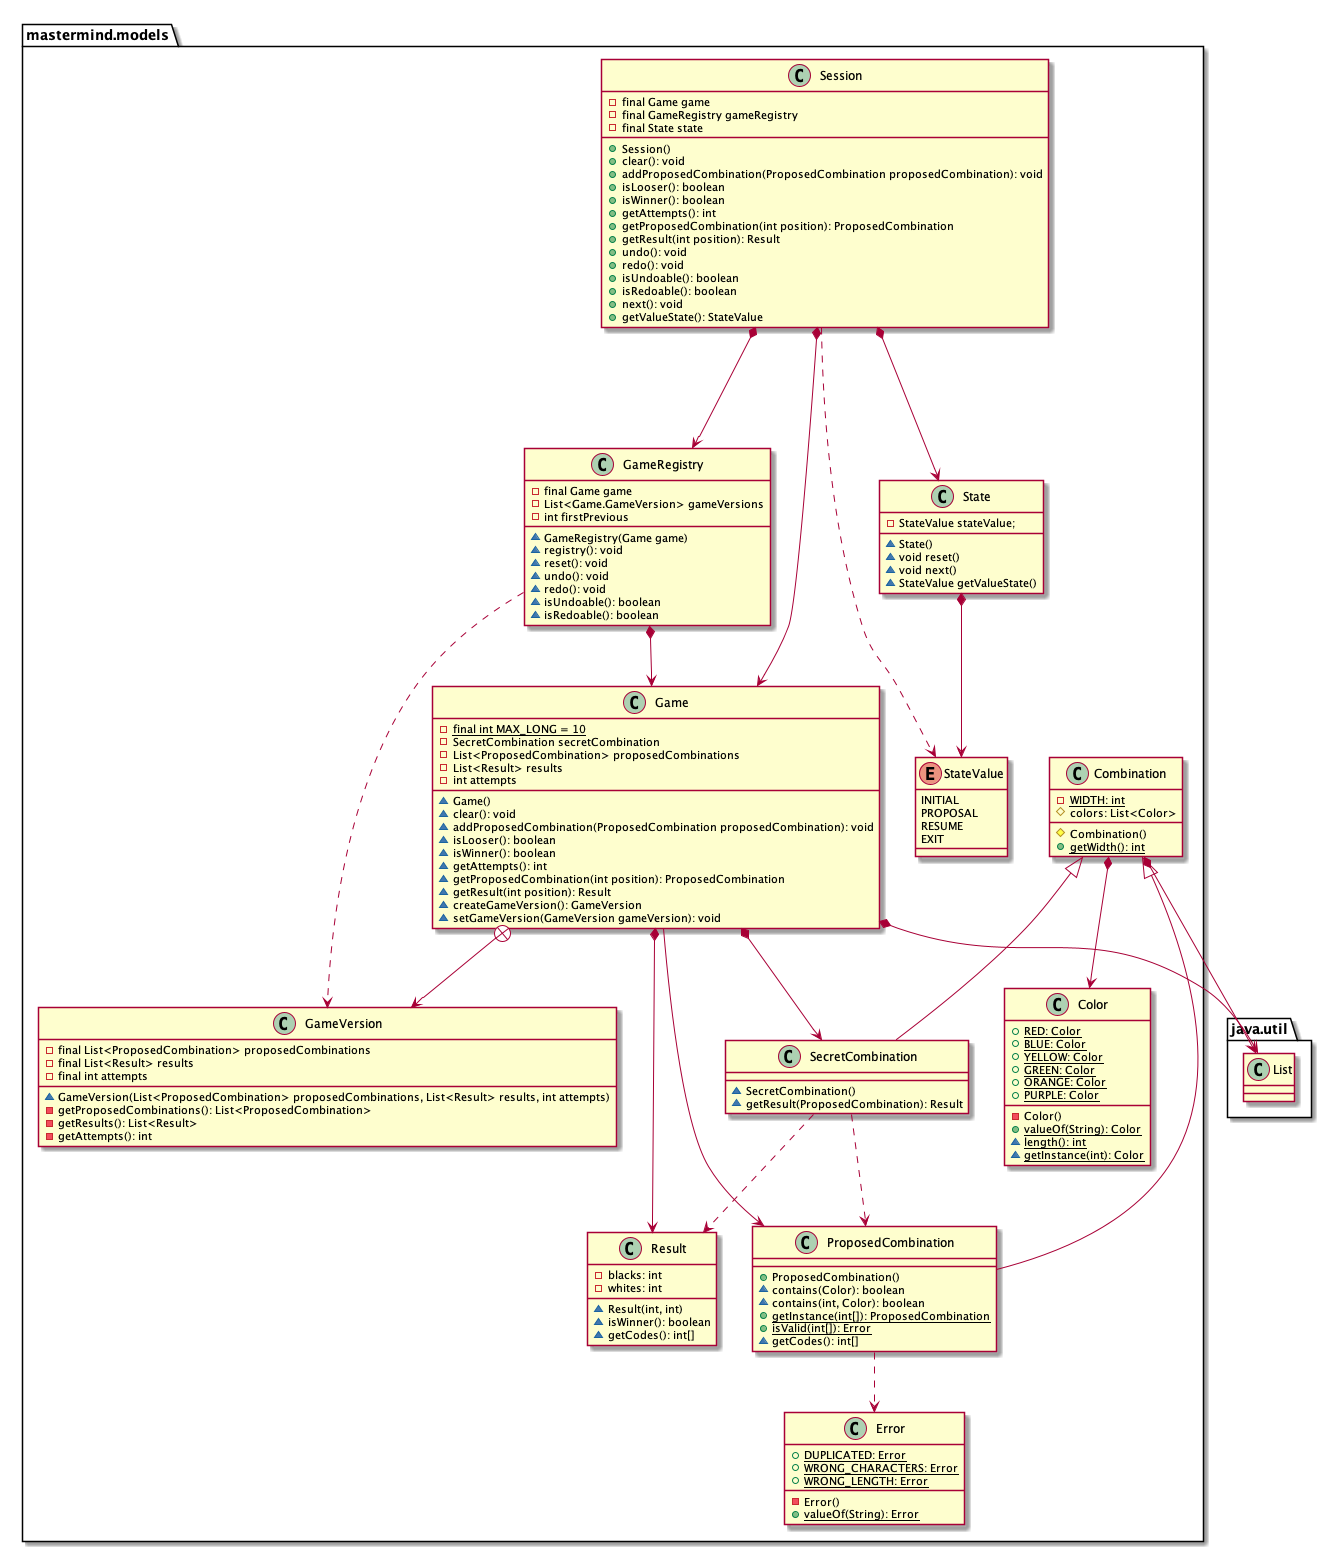 mastermind.models
C Session
final Game game
final GameRegistry gameRegistry
final State state
Session()
clear(): void
addProposedCombination(ProposedCombination proposedCombination): void
isLooser(): boolean
isWinner(): boolean
getAttempts(): int
getProposedCombination(int position): ProposedCombination
getResult(int position): Result
undo(): void
redo(): void
isUndoable(): boolean
isRedoable(): boolean
next(): void
getValueState(): StateValue
C GameRegistry
final Game game
List<Game.GameVersion> gameVersions
int firstPrevious
GameRegistry(Game game)
registry(): void
reset(): void
undo(): void
redo(): void
isUndoable(): boolean
isRedoable(): boolean
C State
StateValue stateValue;
State()
void reset()
void next()
StateValue getValueState()
C Game
final int MAX_LONG = 10
SecretCombination secretCombination
List<ProposedCombination> proposedCombinations
List<Result> results
int attempts
Game()
clear(): void
addProposedCombination(ProposedCombination proposedCombination): void
isLooser(): boolean
isWinner(): boolean
getAttempts(): int
getProposedCombination(int position): ProposedCombination
getResult(int position): Result
createGameVersion(): GameVersion
setGameVersion(GameVersion gameVersion): void
E StateValue
INITIAL
PROPOSAL
RESUME
EXIT
C Combination
WIDTH: int
colors: List<Color>
Combination()
getWidth(): int
C GameVersion
final List<ProposedCombination> proposedCombinations
final List<Result> results
final int attempts
GameVersion(List<ProposedCombination> proposedCombinations, List<Result> results, int attempts)
getProposedCombinations(): List<ProposedCombination>
getResults(): List<Result>
getAttempts(): int
C SecretCombination
SecretCombination()
getResult(ProposedCombination): Result
C Color
RED: Color
BLUE: Color
YELLOW: Color
GREEN: Color
ORANGE: Color
PURPLE: Color
Color()
valueOf(String): Color
length(): int
getInstance(int): Color
java.util
C List
C Result
blacks: int
whites: int
Result(int, int)
isWinner(): boolean
getCodes(): int[]
C ProposedCombination
ProposedCombination()
contains(Color): boolean
contains(int, Color): boolean
getInstance(int[]): ProposedCombination
isValid(int[]): Error
getCodes(): int[]
C Error
DUPLICATED: Error
WRONG_CHARACTERS: Error
WRONG_LENGTH: Error
Error()
valueOf(String): Error